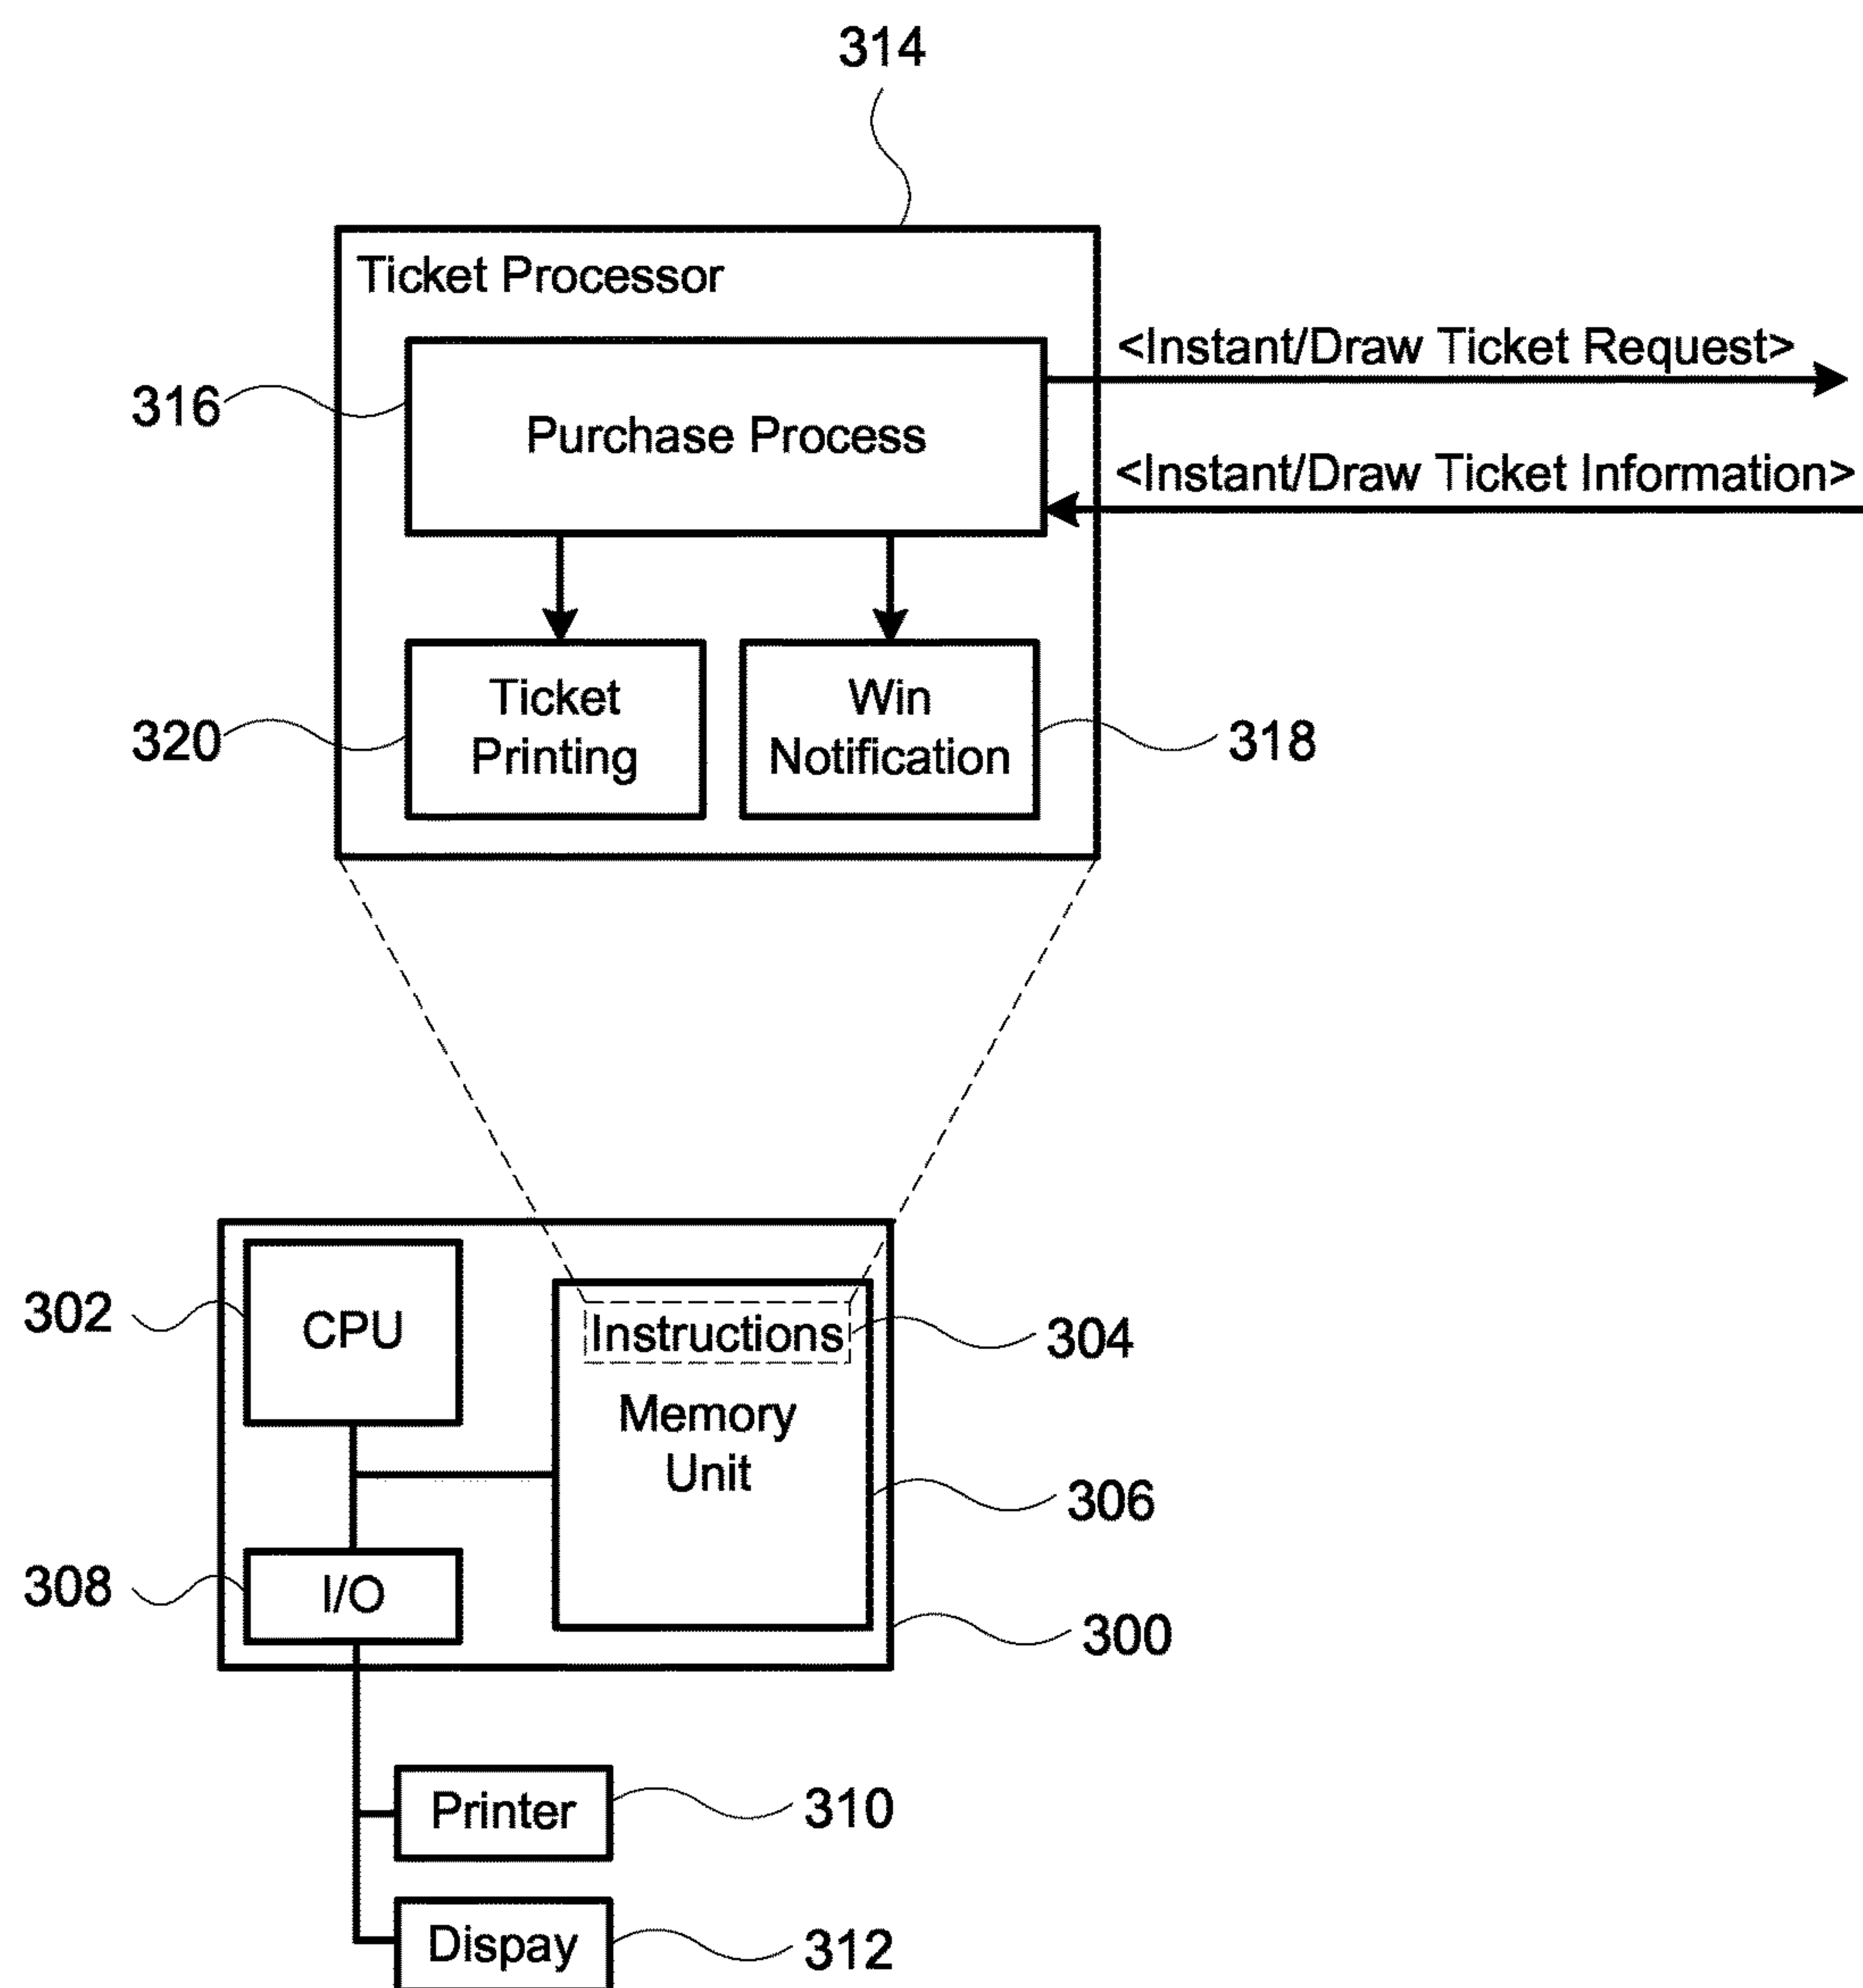 314
Ticket Processor
<Instant/Draw Ticket Request>
316
Purchase Process
<Instant/Draw Ticket Information>
Ticket
Printing
320
Win
Notification
318
302
CPU
Instructions
304
Memory
Unit
306
308
I/O
300
Printer
310
Dispay
312